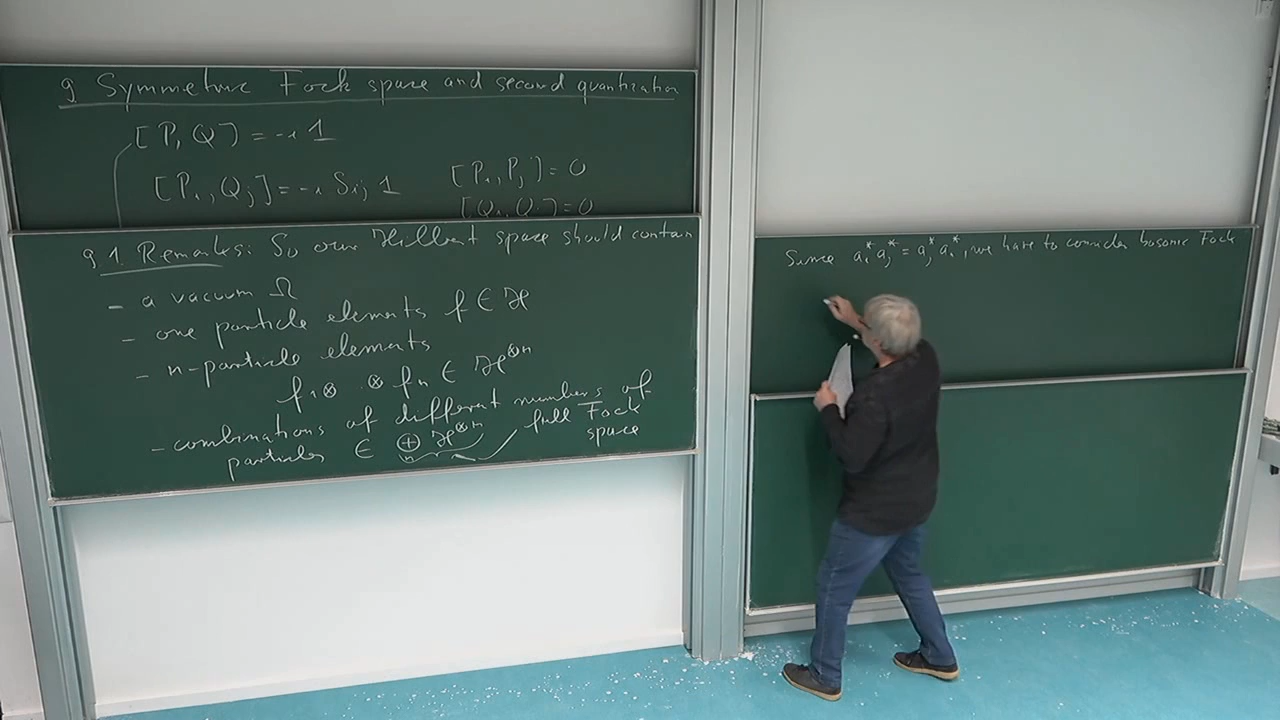 9 Symmetric Fock space and second quantization
[P, Q] = -i 1
[P_i, Q_j] = -i δ_ij 1 [P_i, P_j] = 0
[Q_i, Q_j] = 0
9.1. Remarks: So our Hilbert space should contain
- a vacuum Ω
- one particle elements f ∈ ℋ
- n-particle elements
f_1 ⊗ ⊗ f_n ∈ ℋ^⊗n
- combinations of different numbers of
particles ∈ ⊕_n ℋ^⊗n full Fock
space
Since a_i^* a_j^* = a_j^* a_i^*, we have to consider bosonic Fock